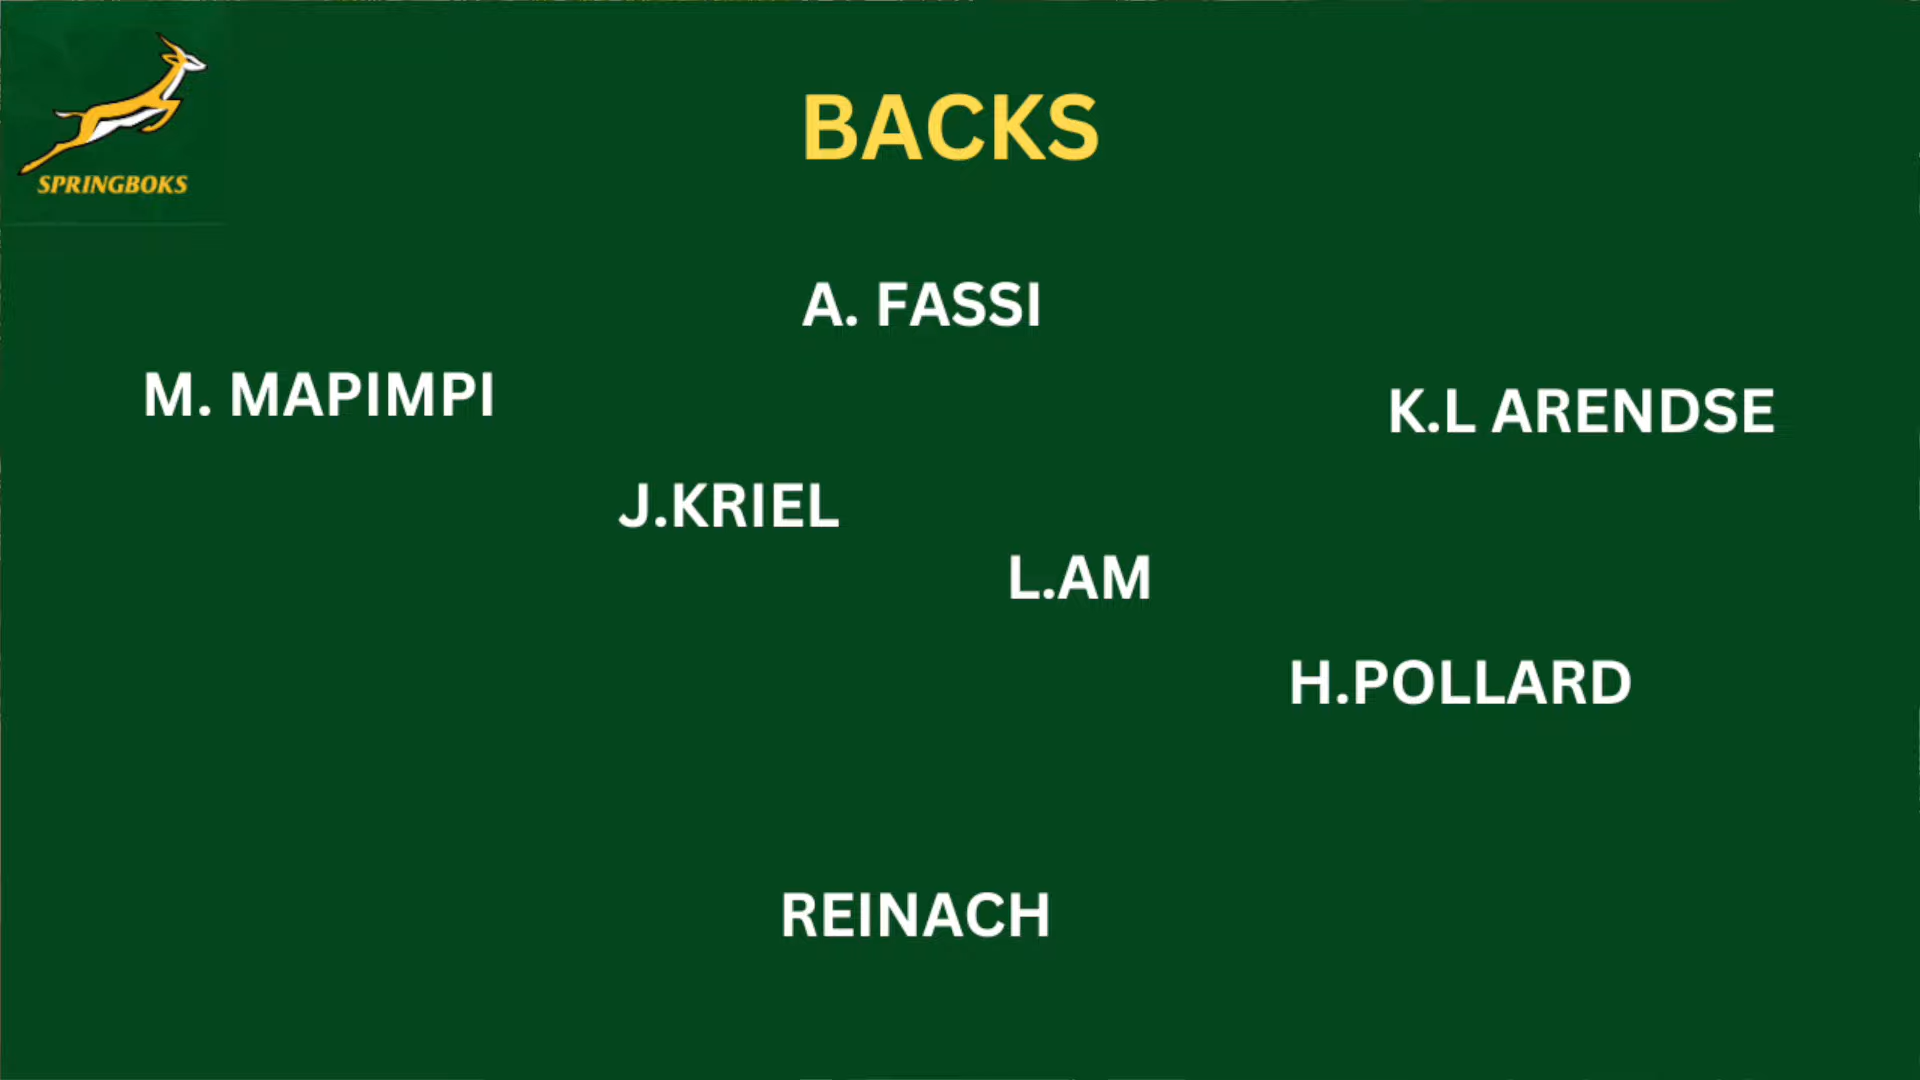 SPRINGBOKS
BACKS
A. FASSI
M. MAPIMPI
K.L ARENDSE
J.KRIEL
L.AM
H.POLLARD
REINACH